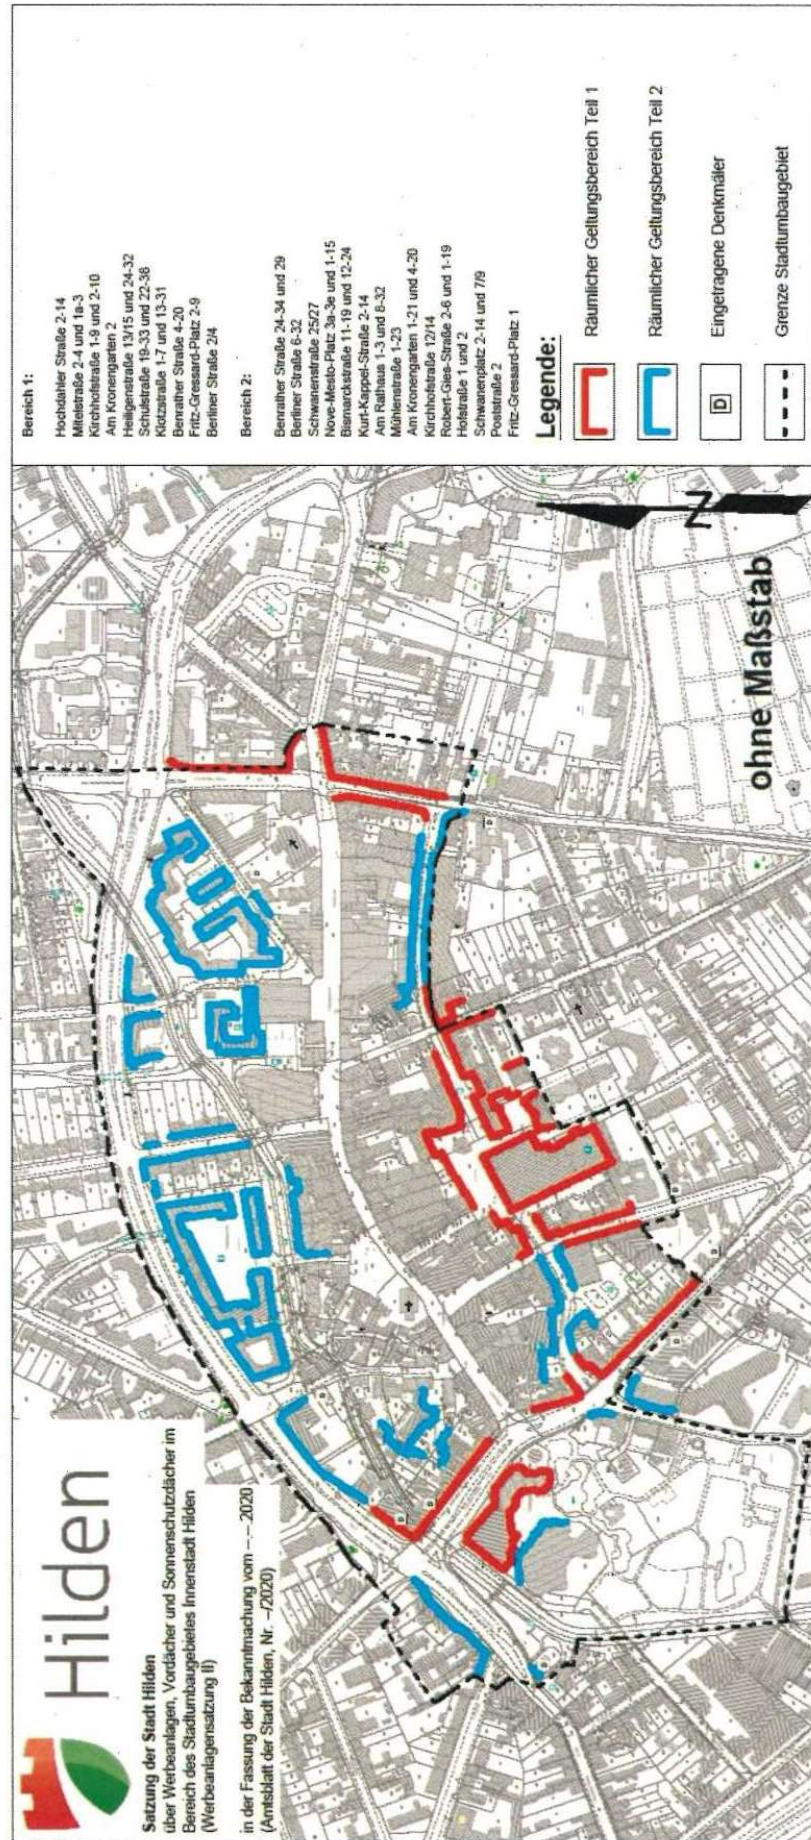 Hilden
Satzung der Stadt Hilden
über Werbeanlagen, Vordächer und Sonnenschutzdächer im
Bereich des Stadtumbaugebietes Innenstadt Hilden
(Werbeanlagensatzung II)
in der Fassung der Bekanntmachung vom --.--.2020
(Amtsblatt der Stadt Hilden, Nr. --/2020)
ohne Maßstab
N
Bereich 1:
Hochdahler Straße 2-14
Mittelstraße 2-4 und 1a-3
Kirchhofstraße 1-9 und 2-10
Am Kronengarten 2
Heiligenstraße 13/15 und 24-32
Schulstraße 19-33 und 22-38
Klotzstraße 1-7 und 13-31
Benrather Straße 4-20
Fritz-Gressard-Platz 2-9
Berliner Straße 2/4
Bereich 2:
Benrather Straße 24-34 und 29
Berliner Straße 6-32
Schwanenstraße 25/27
Nove-Mesto-Platz 3a-3e und 1-15
Bismarckstraße 11-19 und 12-24
Kurt-Kappel-Straße 2-14
Am Rathaus 1-3 und 8-32
Mühlenstraße 1-23
Am Kronengarten 1-21 und 4-20
Kirchhofstraße 12/14
Robert-Gies-Straße 2-6 und 1-19
Hofstraße 1 und 2
Schwanenplatz 2-14 und 7/9
Poststraße 2
Fritz-Gressard-Platz 1
Legende:
Räumlicher Geltungsbereich Teil 1
Räumlicher Geltungsbereich Teil 2
D
Eingetragene Denkmäler
Grenze Stadtumbaugebiet